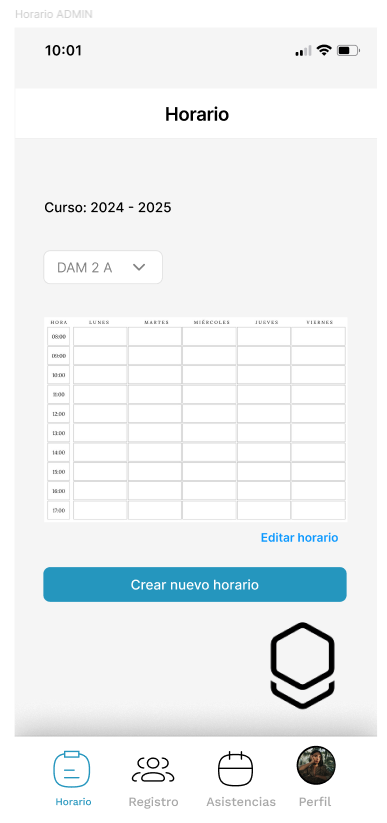 Horario ADMIN
10:01
Horario
Curso: 2024 - 2025
DAM 2 A
HORA LUNES MARTES MIÉRCOLES JUEVES VIERNES
08:00
09:00
10:00
11:00
12:00
13:00
14:00
15:00
16:00
17:00
Editar horario
Crear nuevo horario
Horario Registro Asistencias Perfil